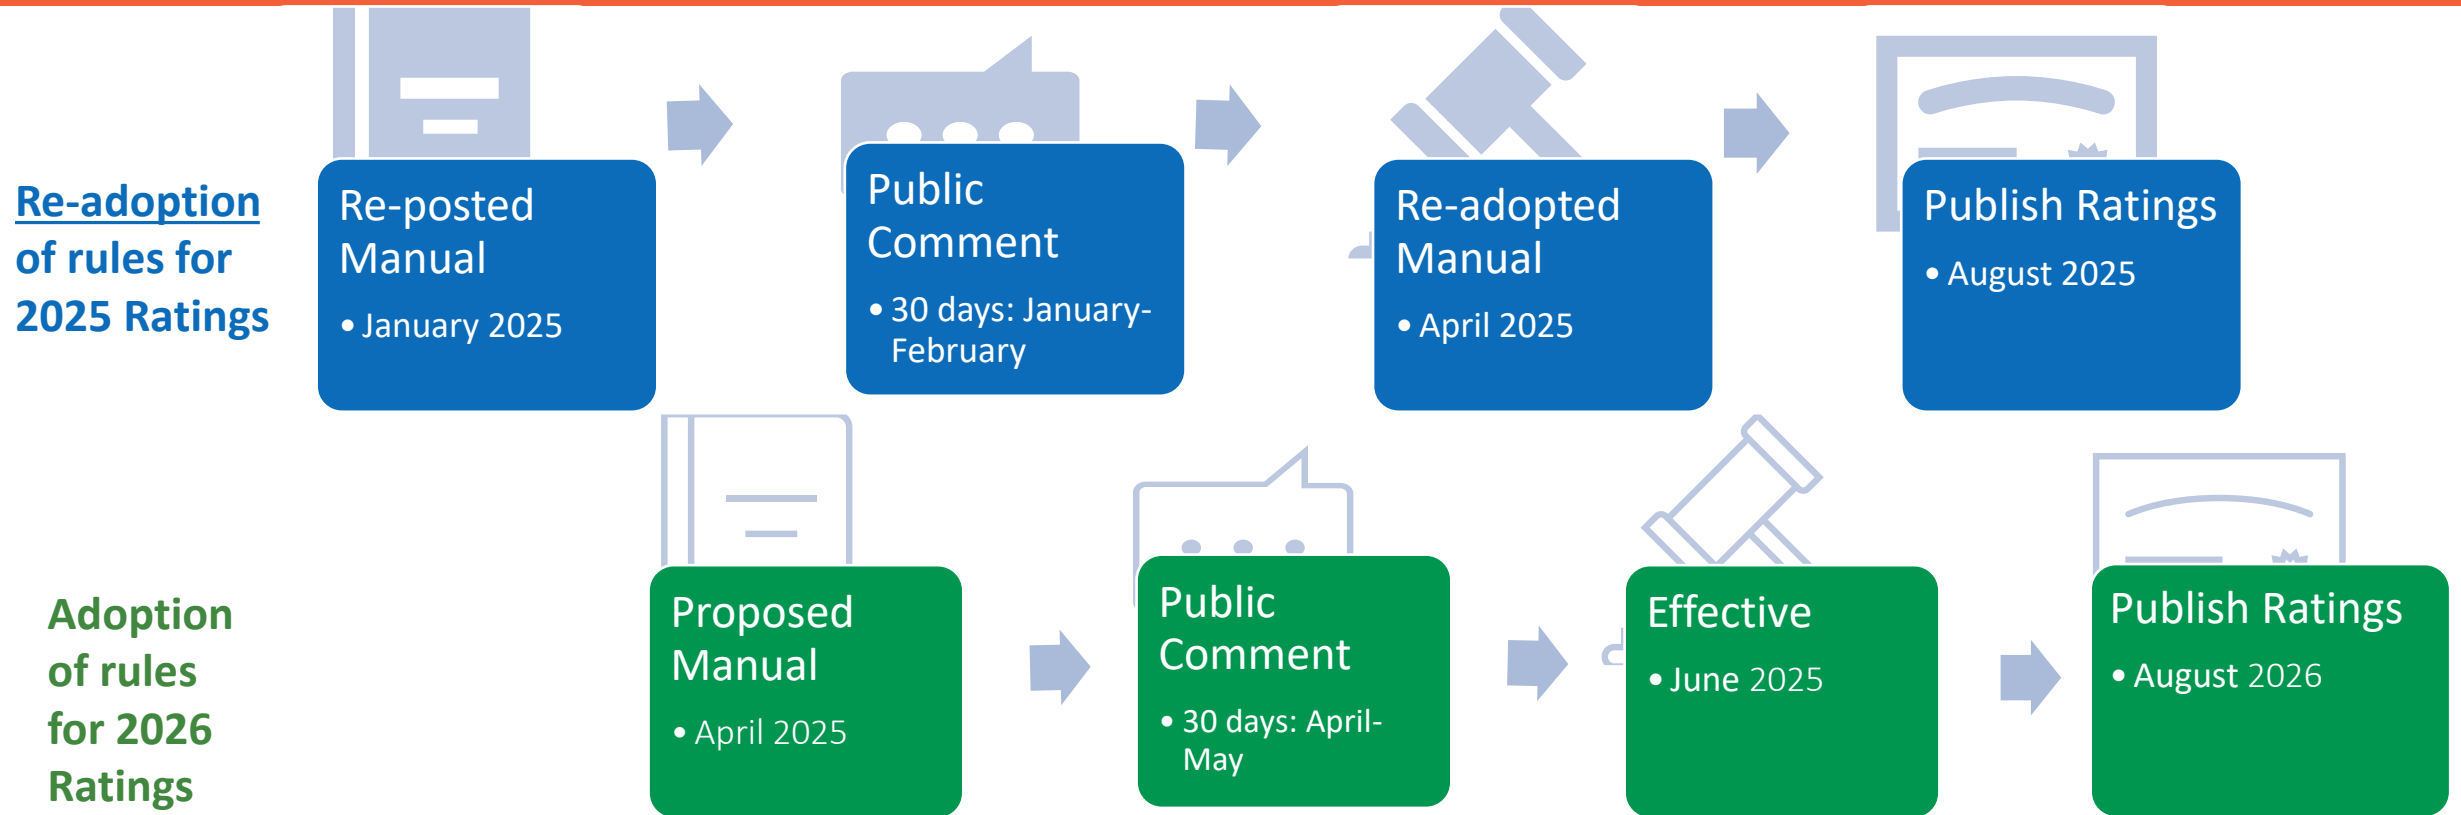 Re-adoption
of rules for
2025 Ratings
Re-posted
Manual
• January 2025
Public
Comment
• 30 days: January-
February
Re-adopted
Manual
• April 2025
Publish Ratings
• August 2025
Adoption
of rules
for 2026
Ratings
Proposed
Manual
• April 2025
Public
Comment
• 30 days: April-
May
Effective
• June 2025
Publish Ratings
• August 2026